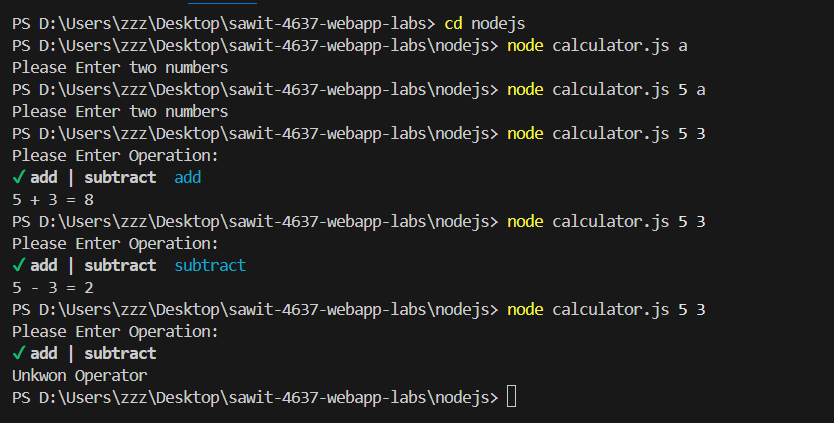 PS D:\Users\zzz\Desktop\sawit-4637-webapp-labs> cd nodejs
PS D:\Users\zzz\Desktop\sawit-4637-webapp-labs\nodejs> node calculator.js a
Please Enter two numbers
PS D:\Users\zzz\Desktop\sawit-4637-webapp-labs\nodejs> node calculator.js 5 a
Please Enter two numbers
PS D:\Users\zzz\Desktop\sawit-4637-webapp-labs\nodejs> node calculator.js 5 3
Please Enter Operation:
✓ add | subtract  add
5 + 3 = 8
PS D:\Users\zzz\Desktop\sawit-4637-webapp-labs\nodejs> node calculator.js 5 3
Please Enter Operation:
✓ add | subtract  subtract
5 - 3 = 2
PS D:\Users\zzz\Desktop\sawit-4637-webapp-labs\nodejs> node calculator.js 5 3
Please Enter Operation:
✓ add | subtract
Unkwon Operator
PS D:\Users\zzz\Desktop\sawit-4637-webapp-labs\nodejs>